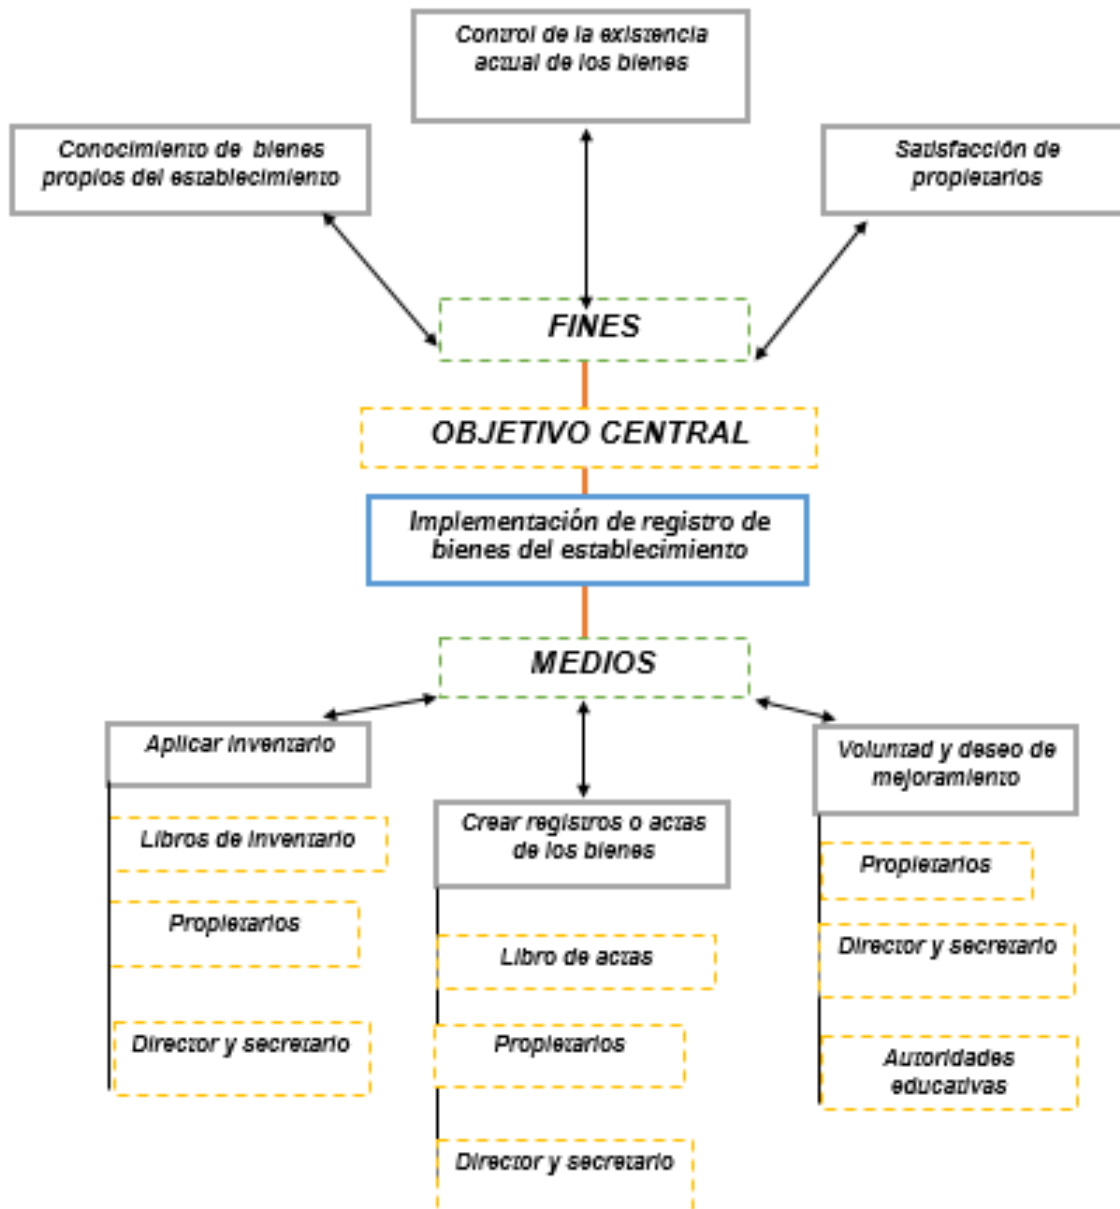 Control de la existencia
actual de los bienes
Conocimiento de bienes
propios del establecimiento
Satisfacción de
propietarios
FINES
OBJETIVO CENTRAL
Implementación de registro de
bienes del establecimiento
MEDIOS
Aplicar inventario
Libros de inventario
Propietarios
Director y secretario
Crear registros o actas
de los bienes
Libro de actas
Propietarios
Director y secretario
Voluntad y deseo de
mejoramiento
Propietarios
Director y secretario
Autoridades
educativas